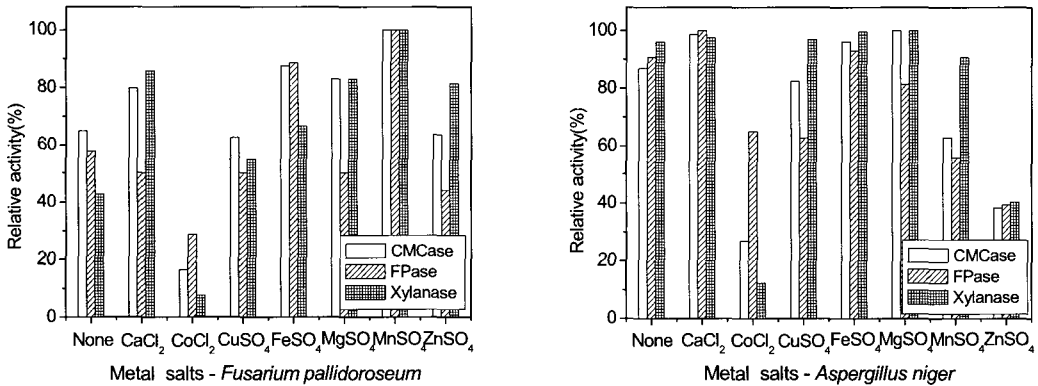 Relative activity(%)
100
80
60
40
20
0
CMCase
FPase
Xylanase
None CaCl2 CoCl2 CuSO4 FeSO4 MgSO4 MnSO4 ZnSO4
Metal salts - Fusarium pallidoroseum
Relative activity(%)
100
80
60
40
20
0
CMCase
FPase
Xylanase
None CaCl2 CoCl2 CuSO4 FeSO4 MgSO4 MnSO4 ZnSO4
Metal salts - Aspergillus niger